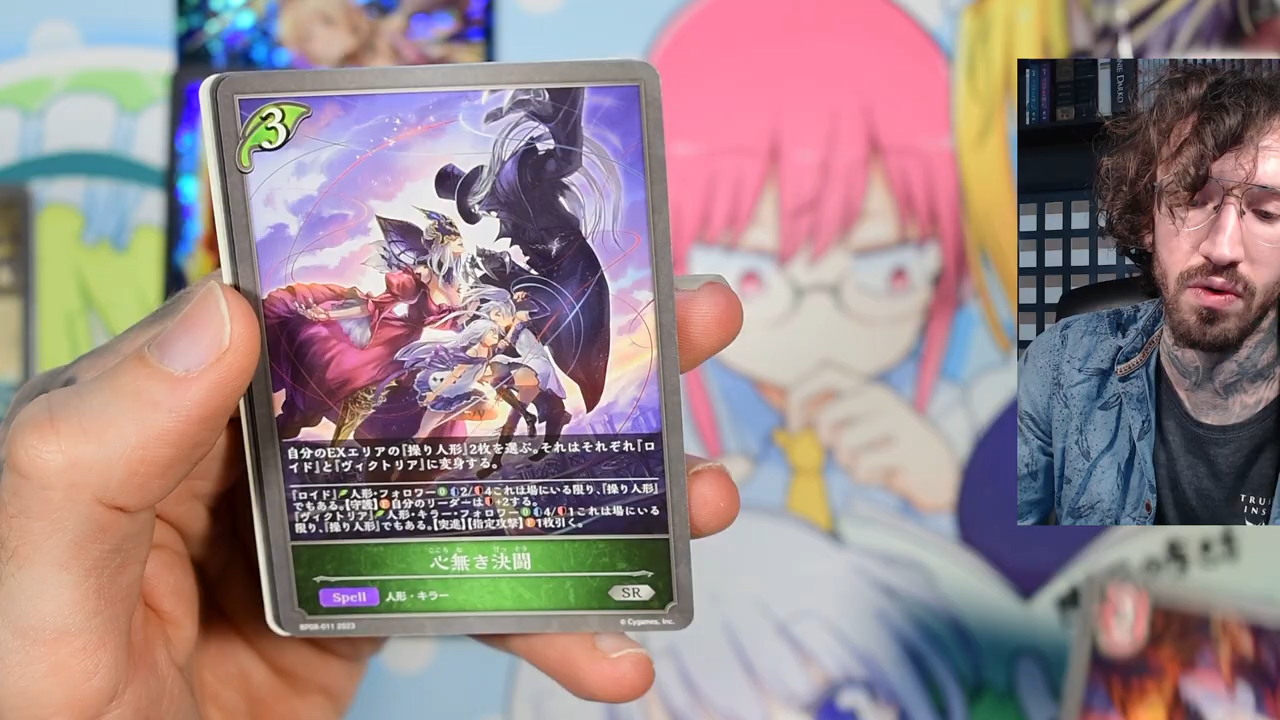 3
自分のEXエリアの『操り人形』2枚を選ぶ。それはそれぞれ『ロ
イド』と『ヴィクトリア』に変身する。
『ロイド』人形・フォロワー0 2/4これは場にいる限り、『操り人形』
でもある。【守護】自分のリーダーは+2する。
『ヴィクトリア』人形・キラー・フォロワー0 4/1これは場にいる
限り、『操り人形』でもある。【突進】【指定攻撃】1枚引く。
心無き決闘
Spell 人形・キラー
SR
BP08-011 2023
© Cygames, Inc.
TRU
INS